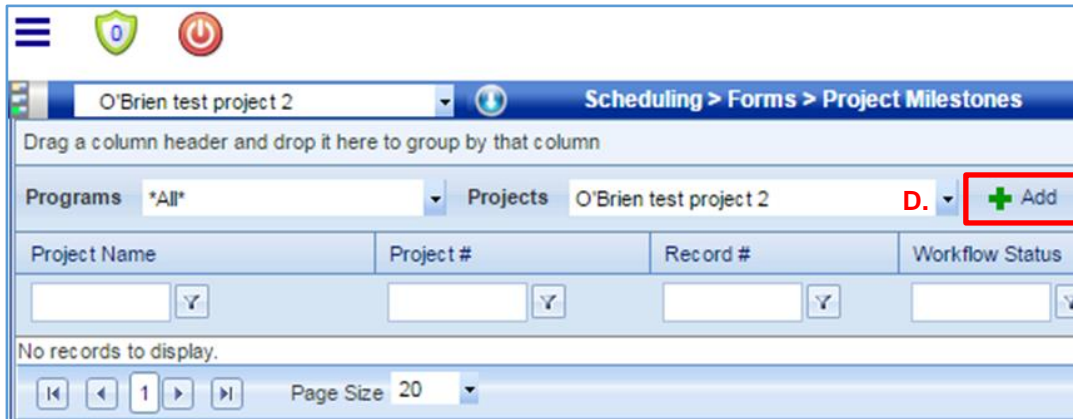 0
O'Brien test project 2 Scheduling > Forms > Project Milestones
Drag a column header and drop it here to group by that column
Programs *All* Projects O'Brien test project 2 D. Add
Project Name Project # Record # Workflow Status
No records to display.
1 Page Size 20